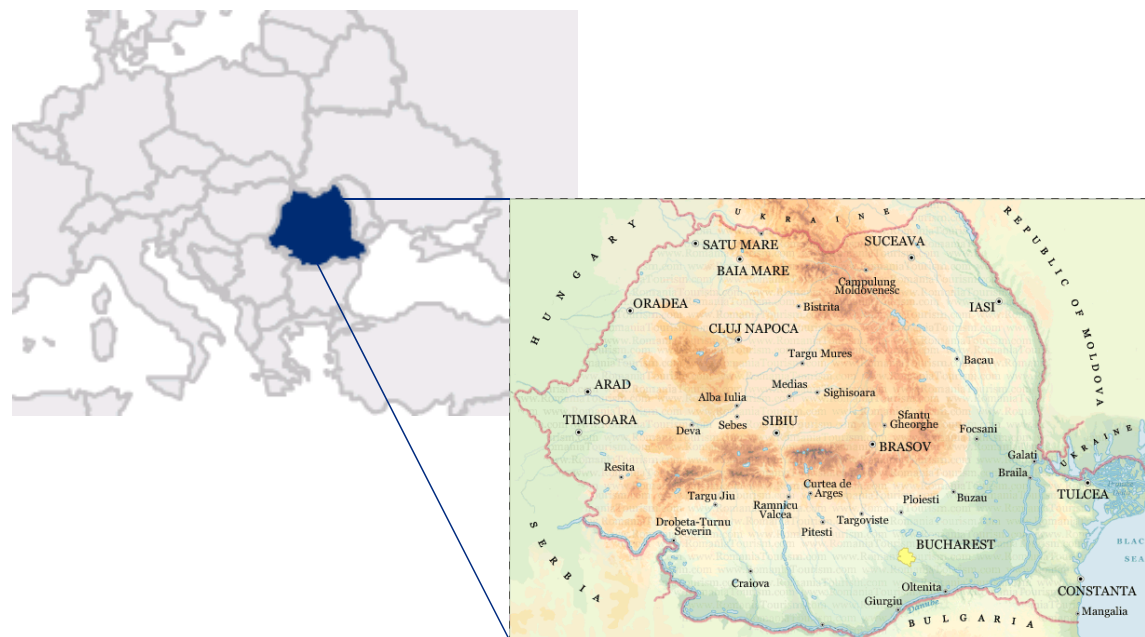 UKRAINE
HUNGARY
REPUBLIC OF MOLDOVA
SUCEAVA
SATU MARE
BAIA MARE
Campulung
Moldovenesc
ORADEA
Bistrita
IASI
CLUJ NAPOCA
Targu Mures
Bacau
ARAD
Medias
Sighisoara
Alba Iulia
TIMISOARA
Deva
Sebes
SIBIU
Sfantu
Gheorghe
Focsani
BRASOV
Galati
UKRAINE
Resita
Braila
Curtea de
Arges
TULCEA
Targu Jiu
Ramnicu
Valcea
Ploiesti
Buzau
Drobeta-Turnu
Severin
Pitesti
Targoviste
SERBIA
BLAC
SEA
BUCHAREST
Craiova
Oltenita
CONSTANTA
Giurgiu
Danube
Mangalia
BULGARIA